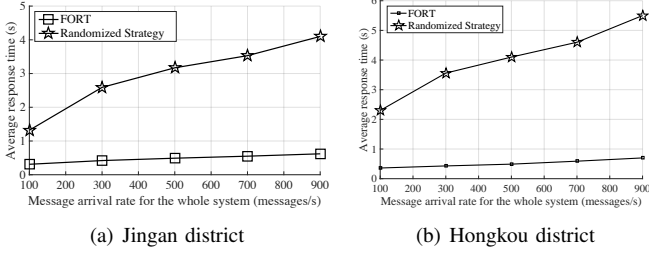 FORT
Randomized Strategy
Average response time (s)
5
4
3
2
1
0
100 200 300 400 500 600 700 800 900
Message arrival rate for the whole system (messages/s)
(a) Jingan district
FORT
Randomized Strategy
Average response time (s)
6
5
4
3
2
1
0
100 200 300 400 500 600 700 800 900
Message arrival rate for the whole system (messages/s)
(b) Hongkou district